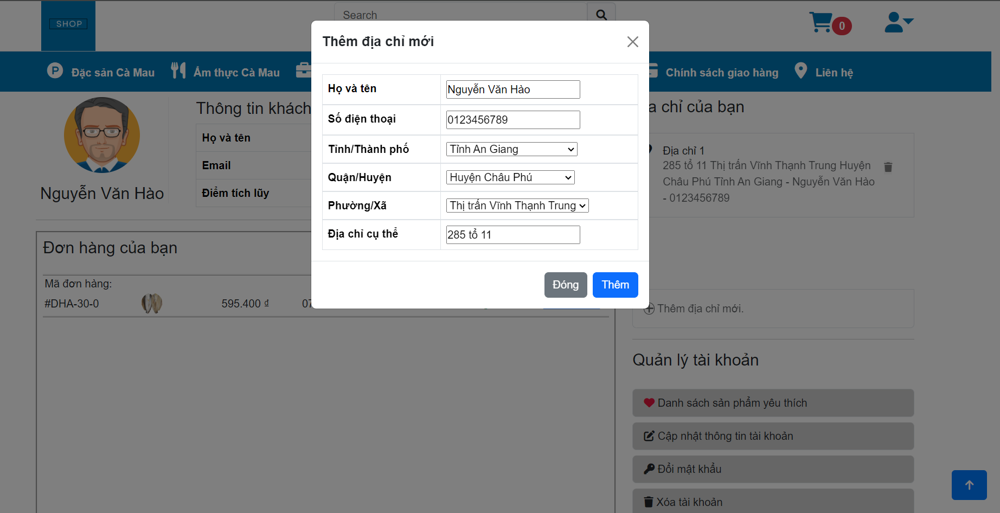 SHOP
Search
0
Đặc sản Cà Mau
Ẩm thực Cà Mau
Chính sách giao hàng
Liên hệ
Thêm địa chỉ mới
Họ và tên
Nguyễn Văn Hào
Số điện thoại
0123456789
Tỉnh/Thành phố
Tỉnh An Giang
Quận/Huyện
Huyện Châu Phú
Phường/Xã
Thị trấn Vĩnh Thạnh Trung
Địa chỉ cụ thể
285 tổ 11
Đóng
Thêm
Nguyễn Văn Hào
Thông tin khách
Họ và tên
Email
Điểm tích lũy
Đơn hàng của bạn
Mã đơn hàng:
#DHA-30-0
595.400 ₫
07
chỉ của bạn
Địa chỉ 1
285 tổ 11 Thị trấn Vĩnh Thạnh Trung Huyện
Châu Phú Tỉnh An Giang - Nguyễn Văn Hào
- 0123456789
Thêm địa chỉ mới.
Quản lý tài khoản
Danh sách sản phẩm yêu thích
Cập nhật thông tin tài khoản
Đổi mật khẩu
Xóa tài khoản